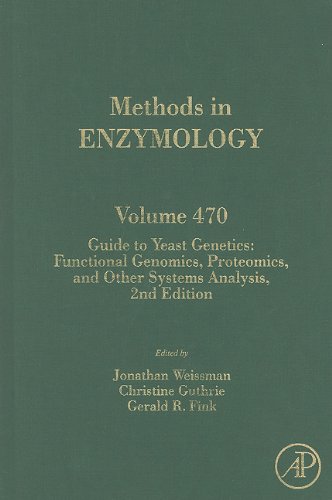 Methods in
ENZYMOLOGY
Volume 470
Guide to Yeast Genetics:
Functional Genomics, Proteomics,
and Other Systems Analysis,
2nd Edition
Edited by
Jonathan Weissman
Christine Guthrie
Gerald R. Fink
AP